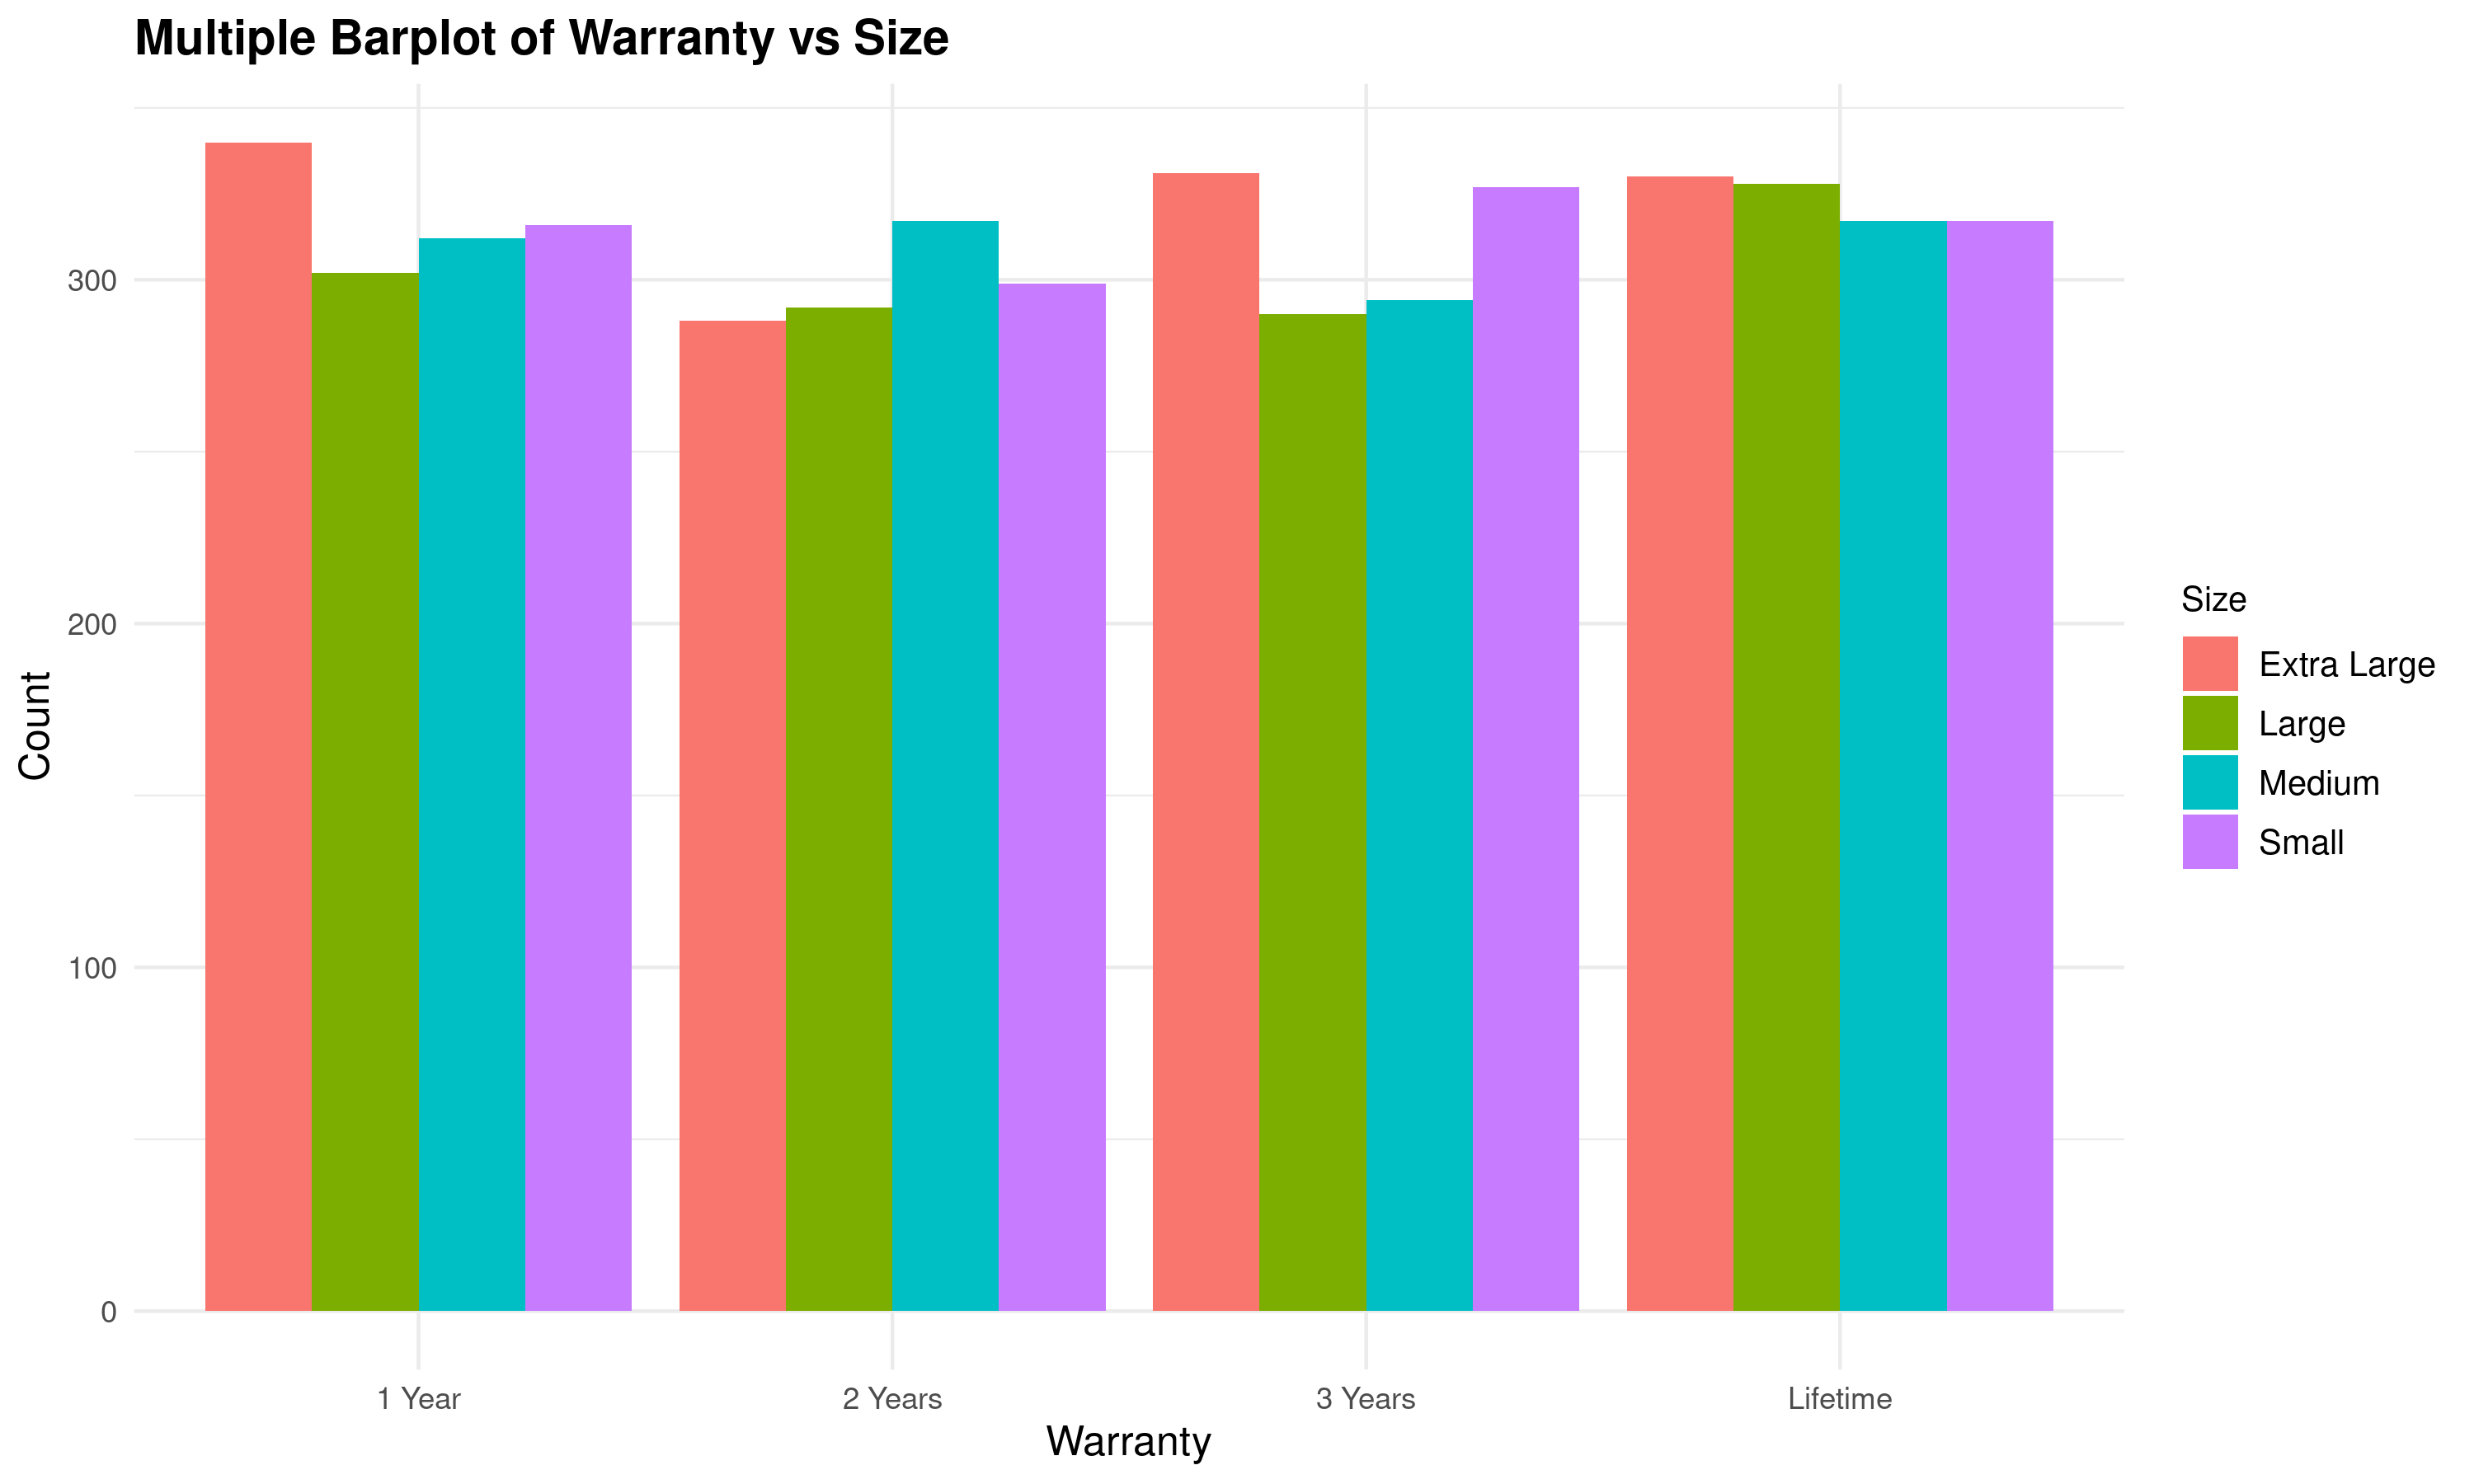 Multiple Barplot of Warranty vs Size
Count
300
200
100
0
1 Year
2 Years
3 Years
Lifetime
Warranty
Size
Extra Large
Large
Medium
Small